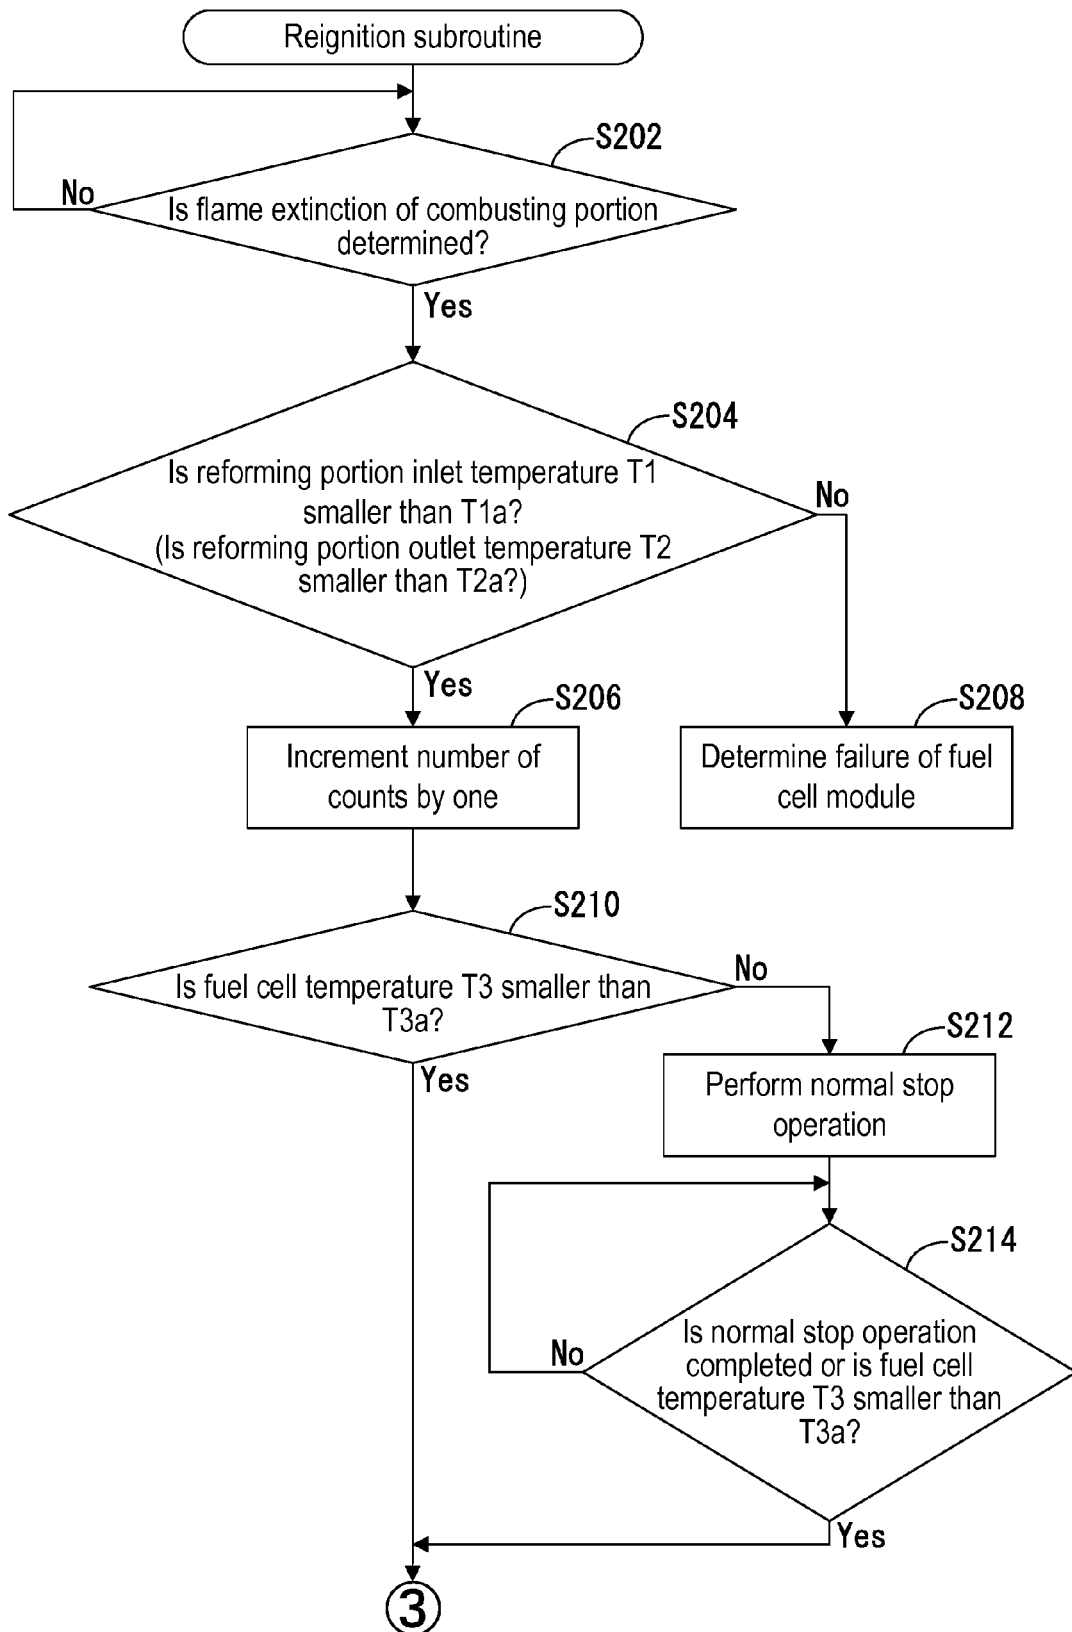 Reignition subroutine
S202
No
Is flame extinction of combusting portion
determined?
Yes
S204
Is reforming portion inlet temperature T1
smaller than T1a?
(Is reforming portion outlet temperature T2
smaller than T2a?)
No
Yes
S206
Increment number of
counts by one
S208
Determine failure of fuel
cell module
S210
Is fuel cell temperature T3 smaller than
T3a?
No
Yes
S212
Perform normal stop
operation
S214
Is normal stop operation
completed or is fuel cell
temperature T3 smaller than
T3a?
No
Yes
③